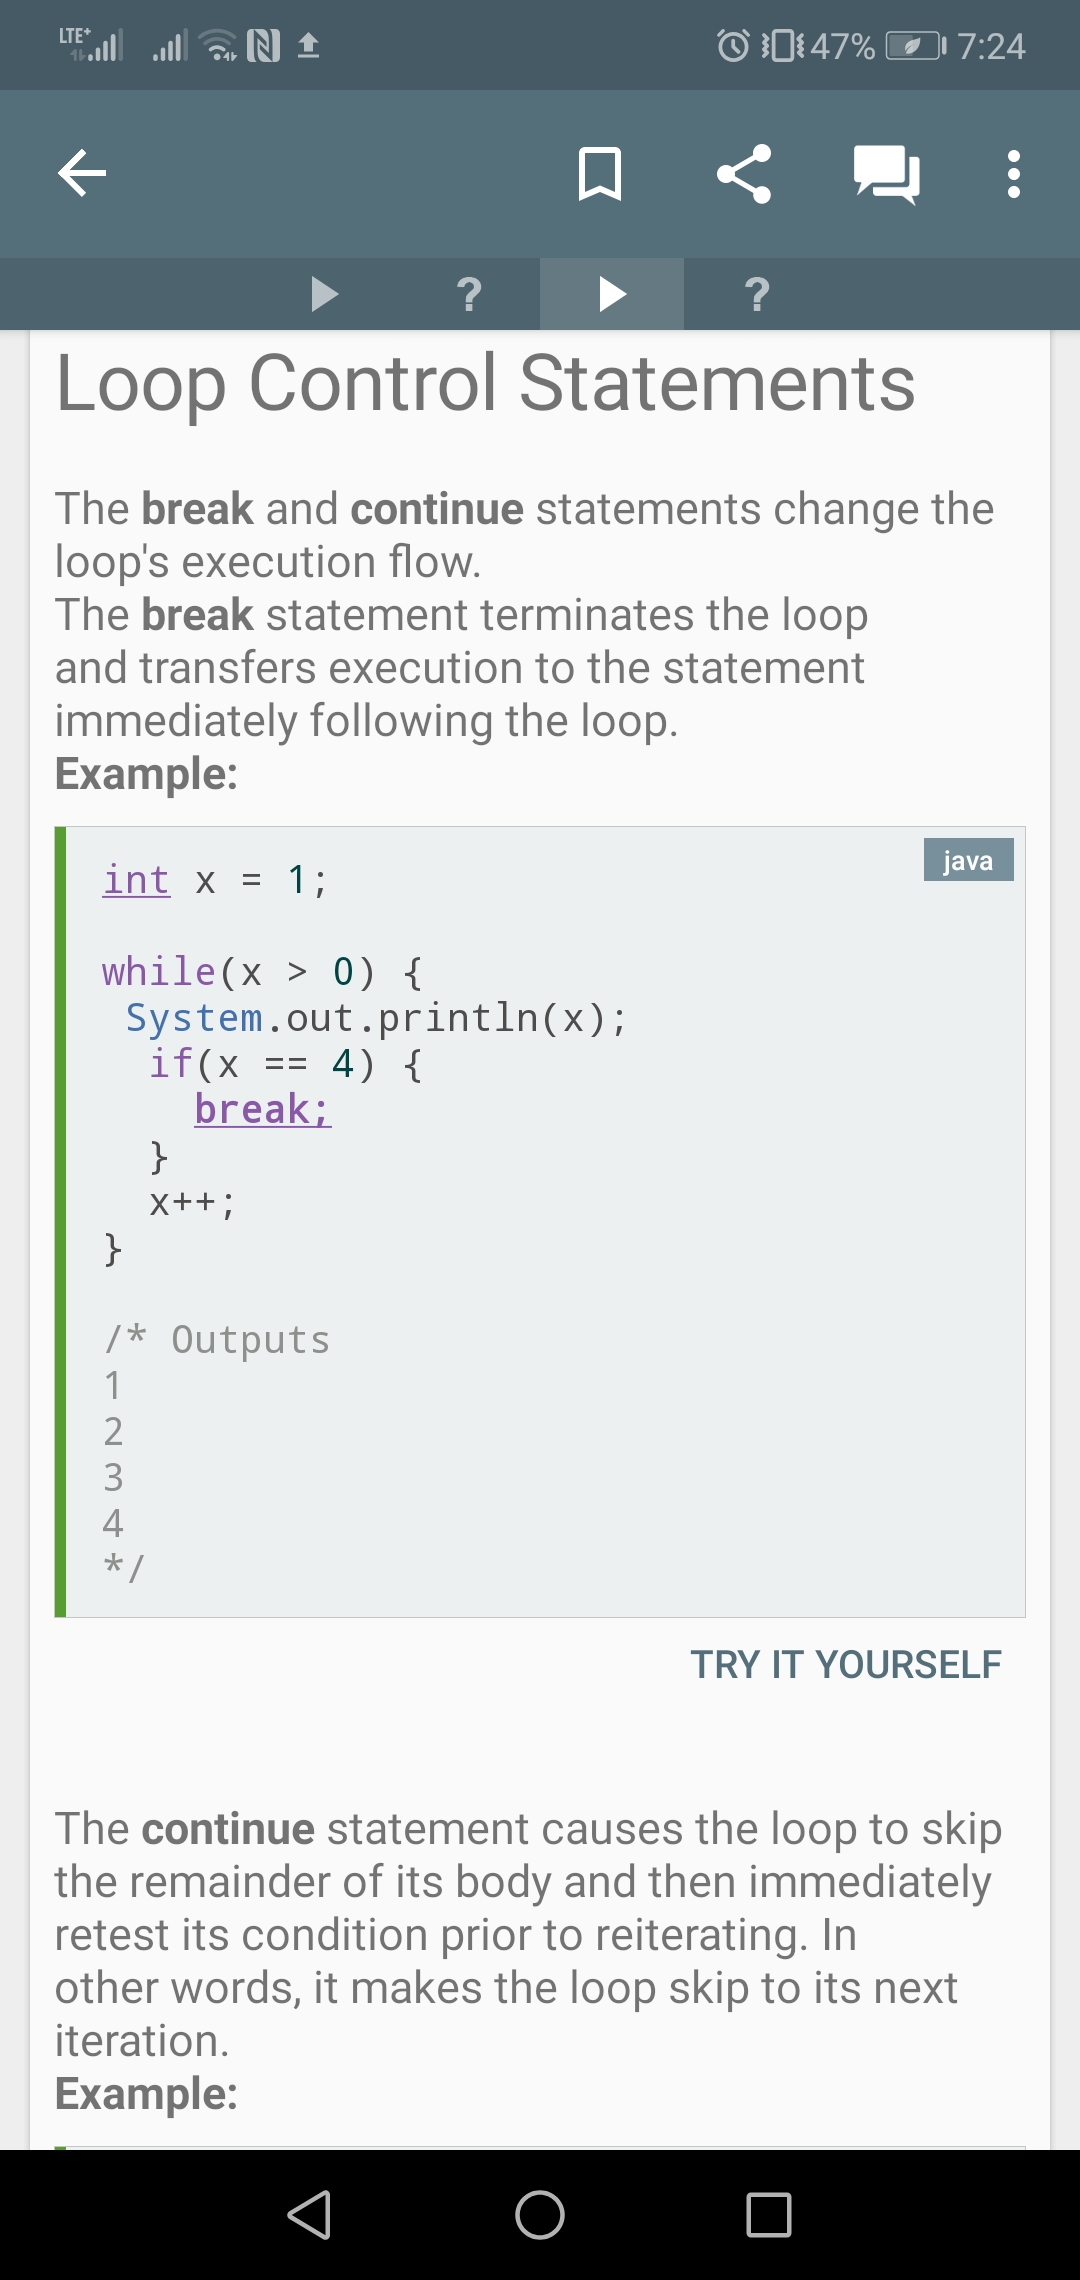 LTE+ 47% 7:24
? ?
Loop Control Statements
The break and continue statements change the
loop's execution flow.
The break statement terminates the loop
and transfers execution to the statement
immediately following the loop.
Example:
java
int x = 1;
while(x > 0) {
System.out.println(x);
if(x == 4) {
break;
}
x++;
}
/* Outputs
1
2
3
4
*/
TRY IT YOURSELF
The continue statement causes the loop to skip
the remainder of its body and then immediately
retest its condition prior to reiterating. In
other words, it makes the loop skip to its next
iteration.
Example: